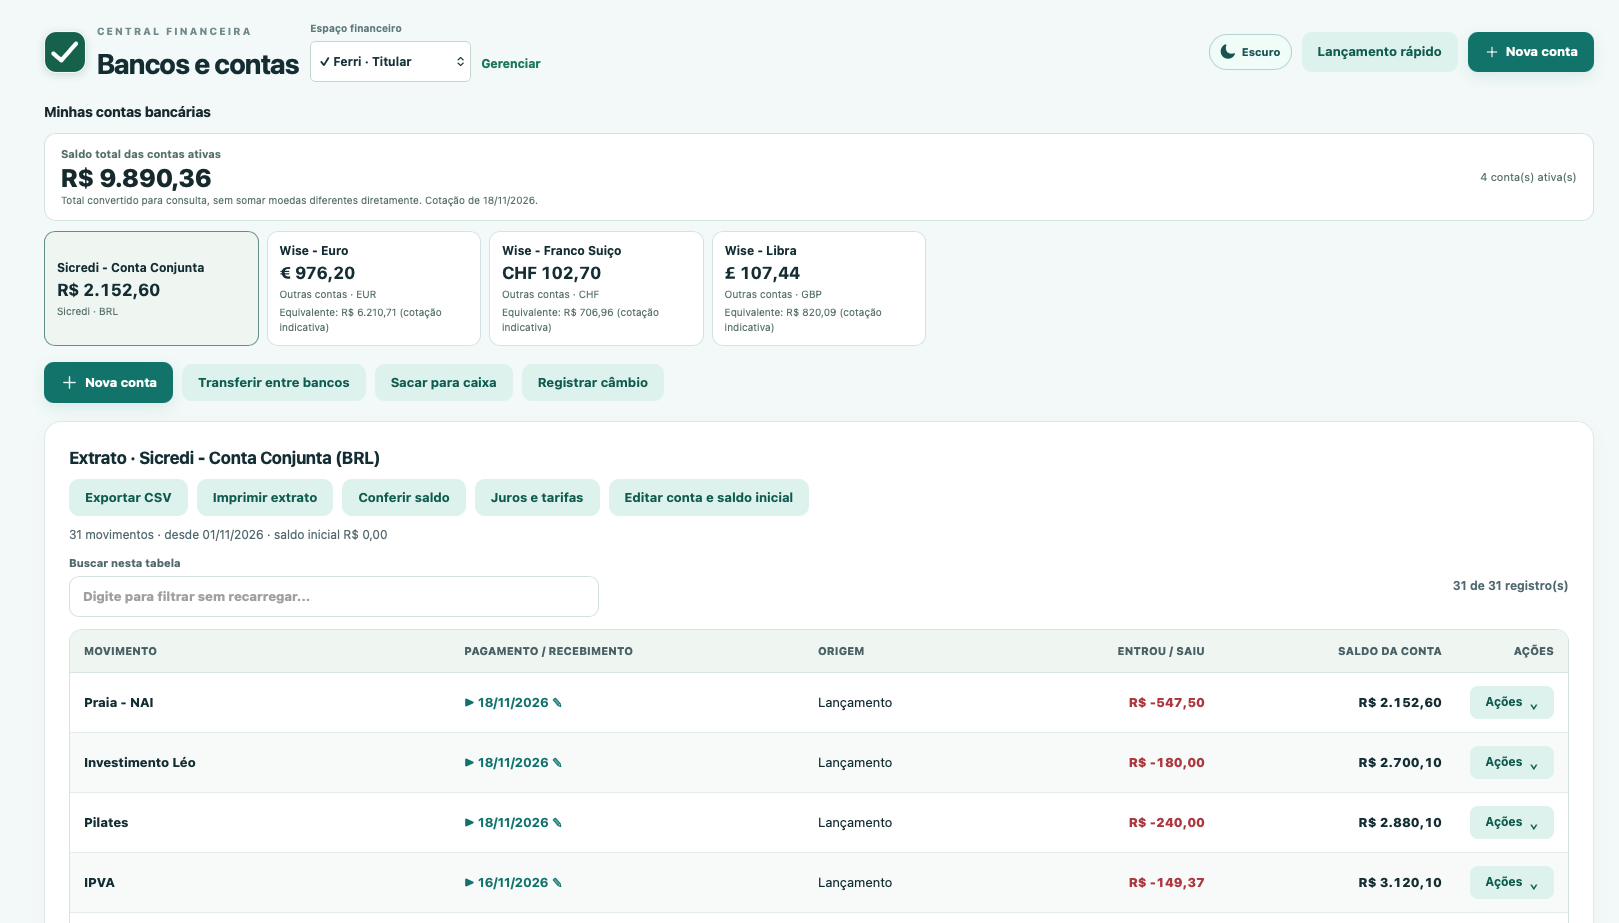 CENTRAL FINANCEIRA
Bancos e contas
Espaço financeiro
✓ Ferri · Titular
Gerenciar
Escuro
Lançamento rápido
+ Nova conta
Minhas contas bancárias
Saldo total das contas ativas
R$ 9.890,36
Total convertido para consulta, sem somar moedas diferentes diretamente. Cotação de 18/11/2026.
4 conta(s) ativa(s)
Sicredi - Conta Conjunta
R$ 2.152,60
Sicredi · BRL
Wise - Euro
€ 976,20
Outras contas · EUR
Equivalente: R$ 6.210,71 (cotação
indicativa)
Wise - Franco Suiço
CHF 102,70
Outras contas · CHF
Equivalente: R$ 706,96 (cotação
indicativa)
Wise - Libra
£ 107,44
Outras contas · GBP
Equivalente: R$ 820,09 (cotação
indicativa)
+ Nova conta
Transferir entre bancos
Sacar para caixa
Registrar câmbio
Extrato · Sicredi - Conta Conjunta (BRL)
Exportar CSV
Imprimir extrato
Conferir saldo
Juros e tarifas
Editar conta e saldo inicial
31 movimentos · desde 01/11/2026 · saldo inicial R$ 0,00
Buscar nesta tabela
Digite para filtrar sem recarregar...
31 de 31 registro(s)
MOVIMENTO PAGAMENTO / RECEBIMENTO ORIGEM ENTROU / SAIU SALDO DA CONTA AÇÕES
Praia - NAI ▶ 18/11/2026 ✎ Lançamento R$ -547,50 R$ 2.152,60 Ações
Investimento Léo ▶ 18/11/2026 ✎ Lançamento R$ -180,00 R$ 2.700,10 Ações
Pilates ▶ 18/11/2026 ✎ Lançamento R$ -240,00 R$ 2.880,10 Ações
IPVA ▶ 16/11/2026 ✎ Lançamento R$ -149,37 R$ 3.120,10 Ações